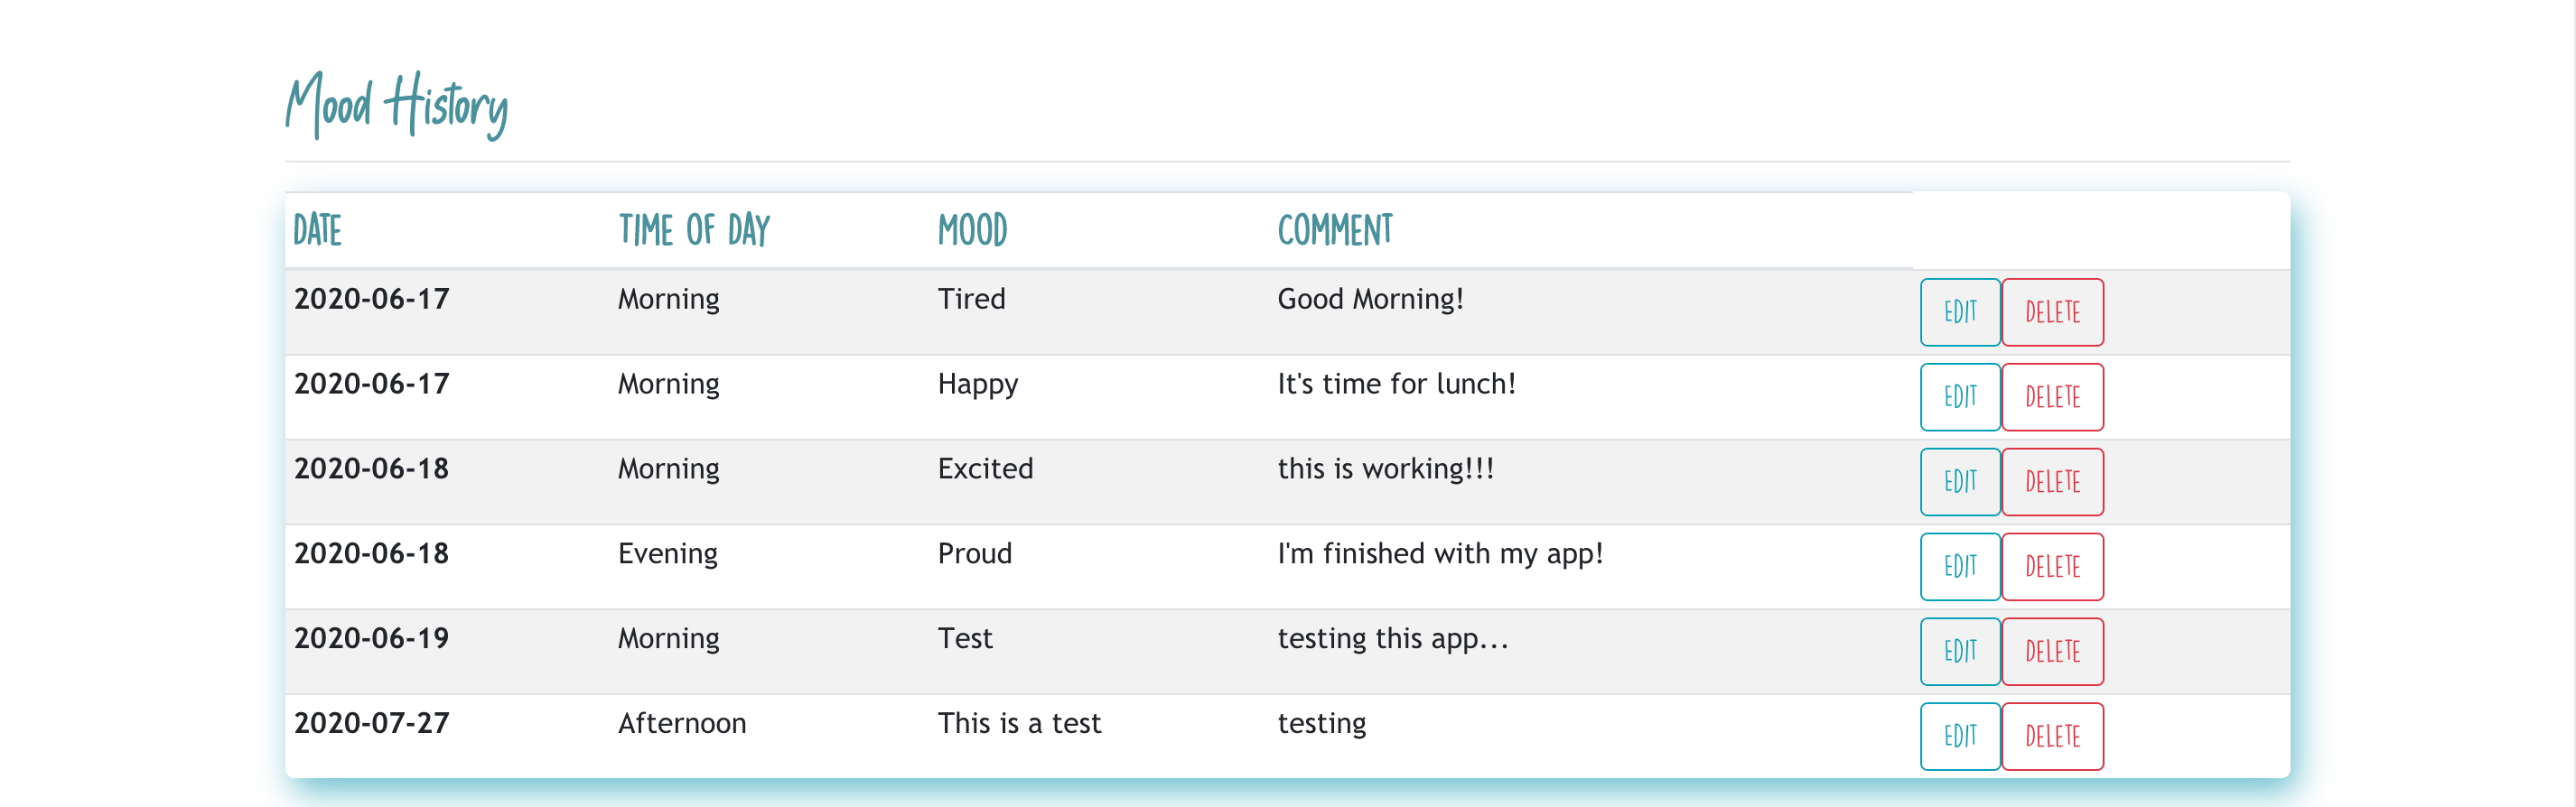 Mood History
DATE TIME OF DAY MOOD COMMENT
2020-06-17 Morning Tired Good Morning! EDIT DELETE
2020-06-17 Morning Happy It's time for lunch! EDIT DELETE
2020-06-18 Morning Excited this is working!!! EDIT DELETE
2020-06-18 Evening Proud I'm finished with my app! EDIT DELETE
2020-06-19 Morning Test testing this app... EDIT DELETE
2020-07-27 Afternoon This is a test testing EDIT DELETE